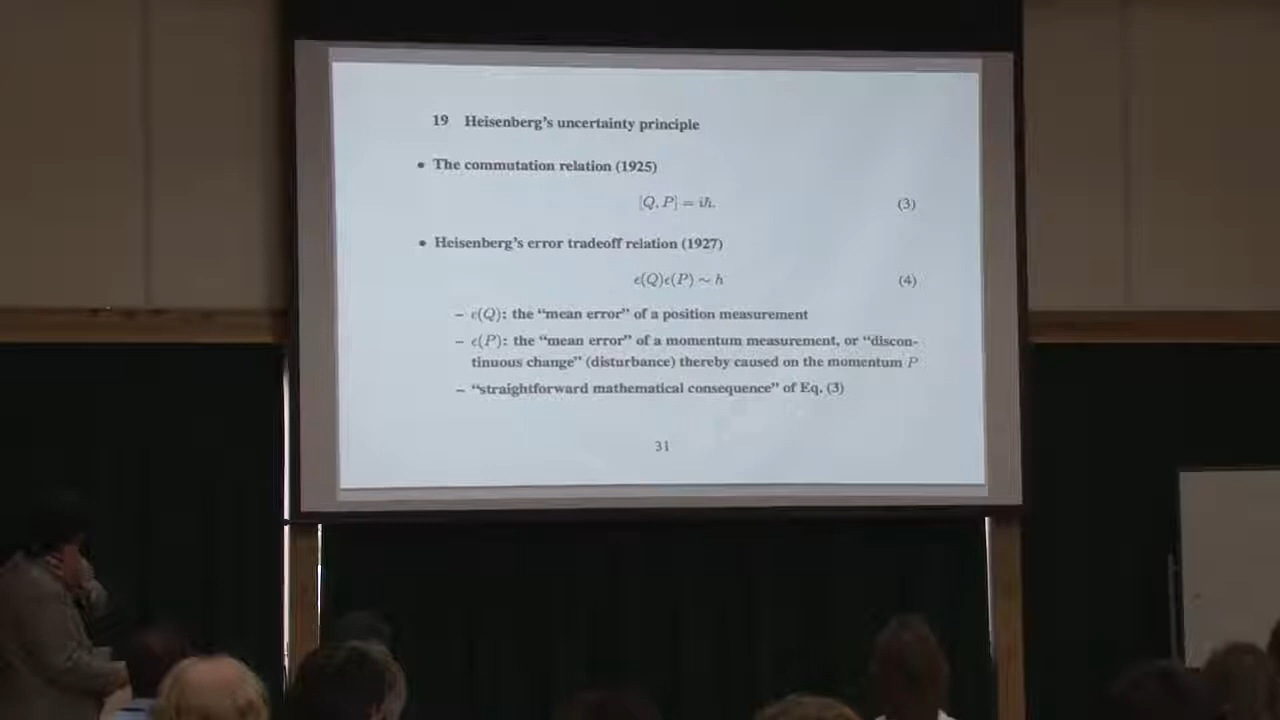 19 Heisenberg's uncertainty principle
• The commutation relation (1925)
[Q, P] = iħ. (3)
• Heisenberg's error tradeoff relation (1927)
ϵ(Q)ϵ(P) ∼ ħ (4)
– ϵ(Q): the “mean error” of a position measurement
– ϵ(P): the “mean error” of a momentum measurement, or “discon-
tinuous change” (disturbance) thereby caused on the momentum P
– “straightforward mathematical consequence” of Eq. (3)
31